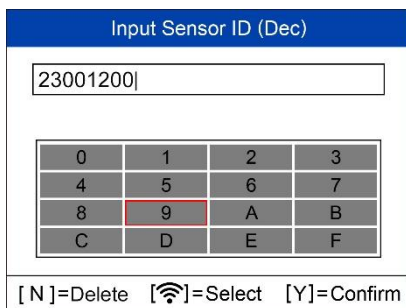 Input Sensor ID (Dec)
23001200
0 1 2 3
4 5 6 7
8 9 A B
C D E F
[ N ]=Delete [ ]=Select [Y]=Confirm